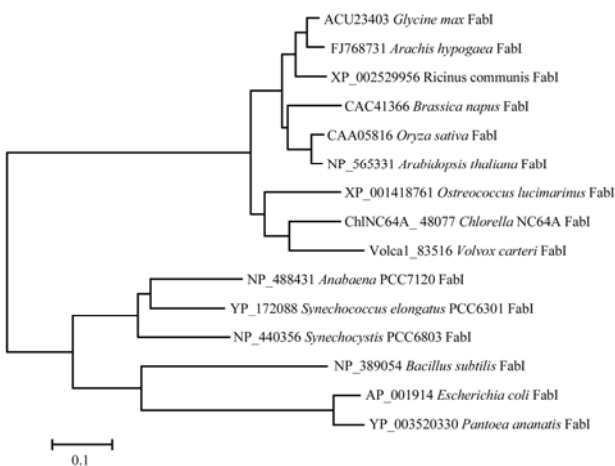 ACU23403 Glycine max FabI
FJ768731 Arachis hypogaea FabI
XP_002529956 Ricinus communis FabI
CAC41366 Brassica napus FabI
CAA05816 Oryza sativa FabI
NP_565331 Arabidopsis thaliana FabI
XP_001418761 Ostreococcus lucimarinus FabI
ChlNC64A_ 48077 Chlorella NC64A FabI
Volca1_83516 Volvox carteri FabI
NP_488431 Anabaena PCC7120 FabI
YP_172088 Synechococcus elongatus PCC6301 FabI
NP_440356 Synechocystis PCC6803 FabI
NP_389054 Bacillus subtilis FabI
AP_001914 Escherichia coli FabI
YP_003520330 Pantoea ananatis FabI
0.1